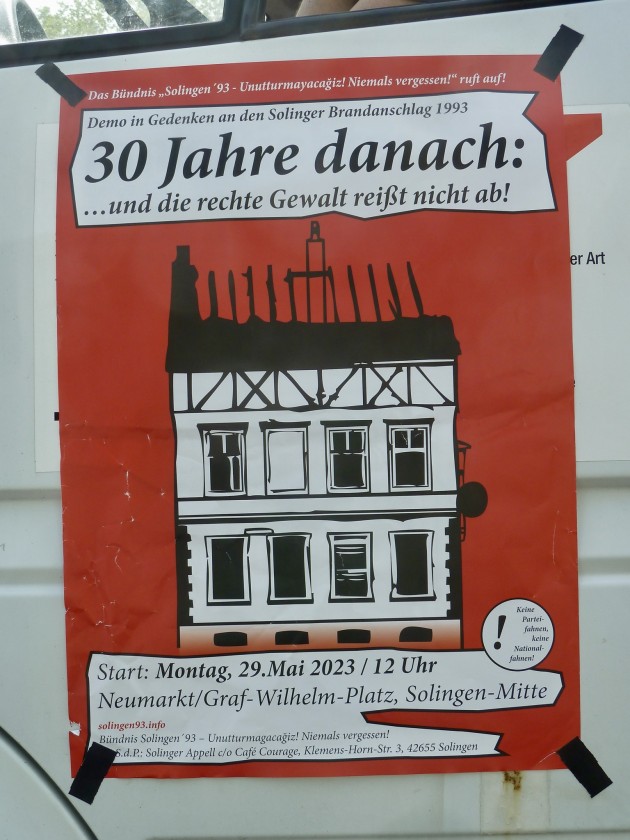 Das Bündnis „Solingen ´93 - Unutturmayacağiz! Niemals vergessen!“ ruft auf!
Demo in Gedenken an den Solinger Brandanschlag 1993
30 Jahre danach:
...und die rechte Gewalt reißt nicht ab!
er Art
Keine
Partei-
fahnen,
keine
National-
fahnen!
!
Start: Montag, 29.Mai 2023 / 12 Uhr
Neumarkt/Graf-Wilhelm-Platz, Solingen-Mitte
solingen93.info
Bündnis Solingen´93 – Unutturmagacağiz! Niemals vergessen!
.S.d.P.: Solinger Appell c/o Café Courage, Klemens-Horn-Str. 3, 42655 Solingen